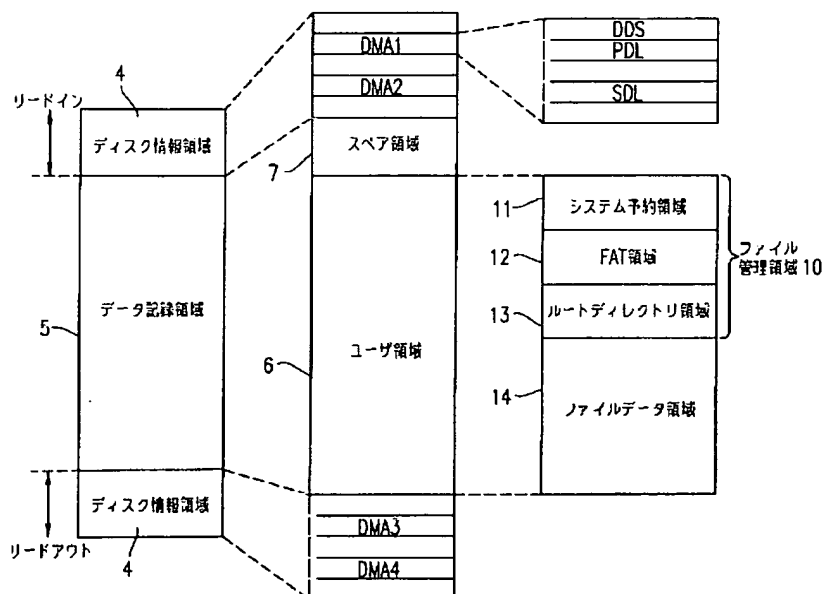 リードイン
4
ディスク情報領域
5
データ記録領域
ディスク情報領域
4
リードアウト
DMA1
DMA2
7
スペア領域
6
ユーザ領域
DMA3
DMA4
DDS
PDL
SDL
11
システム予約領域
12
FAT領域
13
ルートディレクトリ領域
14
ファイルデータ領域
ファイル
管理領域 10